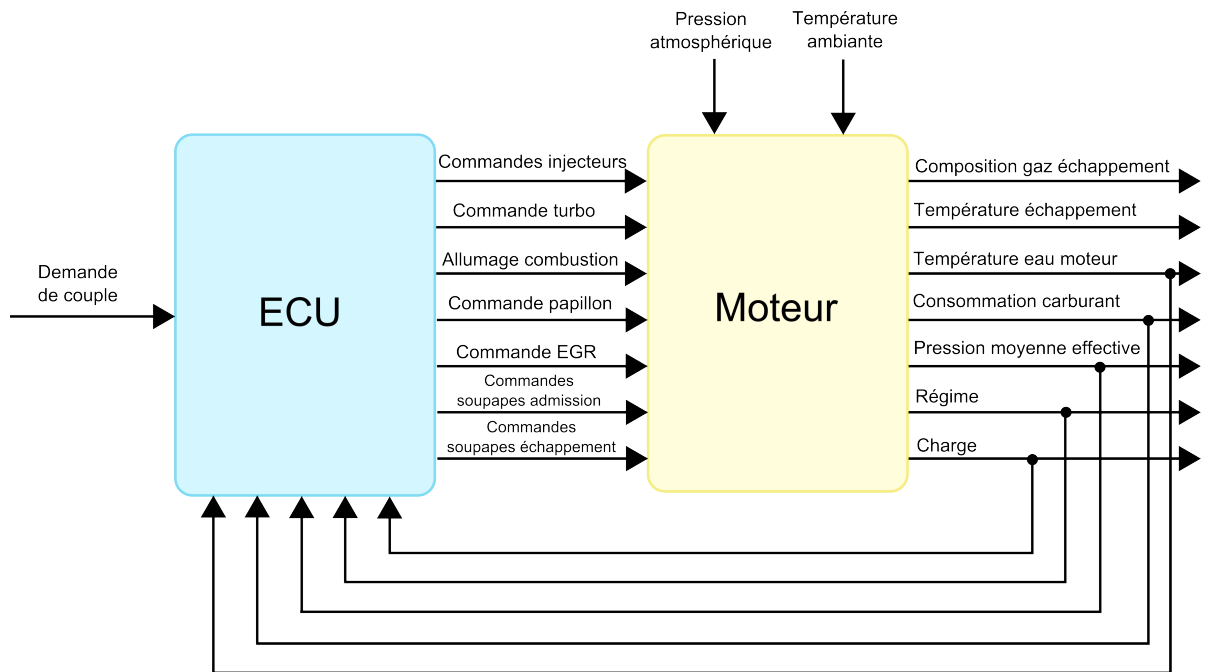 Pression
atmosphérique
Température
ambiante
Demande
de couple
ECU
Commandes injecteurs
Commande turbo
Allumage combustion
Commande papillon
Commande EGR
Commandes
soupapes admission
Commandes
soupapes échappement
Moteur
Composition gaz échappement
Température échappement
Température eau moteur
Consommation carburant
Pression moyenne effective
Régime
Charge